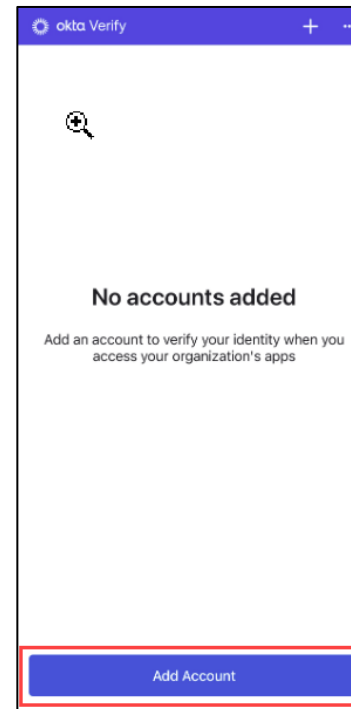 okta Verify
No accounts added
Add an account to verify your identity when you
access your organization's apps
Add Account